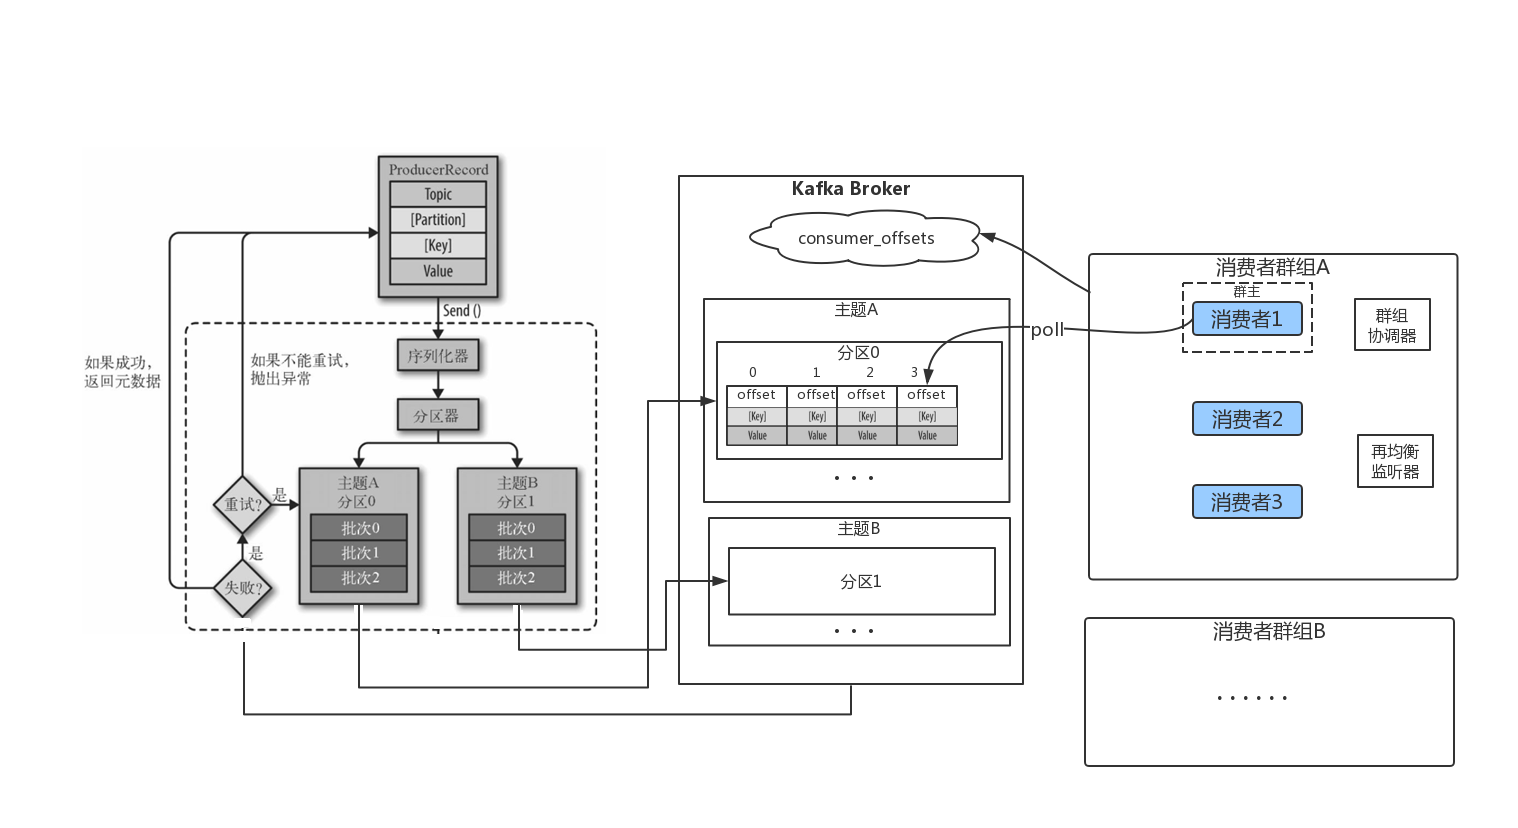 ProducerRecord
Topic
[Partition]
[Key]
Value
Send ()
序列化器
分区器
如果成功，
返回元数据
如果不能重试，
抛出异常
主题A
分区0
批次0
批次1
批次2
主题B
分区1
批次0
批次1
批次2
重试?
是
是
失败?
Kafka Broker
consumer_offsets
主题A
分区0
0 1 2 3
offset offset offset offset
[Key] [Key] [Key] [Key]
Value Value Value Value
. . .
主题B
分区1
. . .
poll
消费者群组A
群主
消费者1
群组
协调器
消费者2
再均衡
监听器
消费者3
消费者群组B
. . . . . .